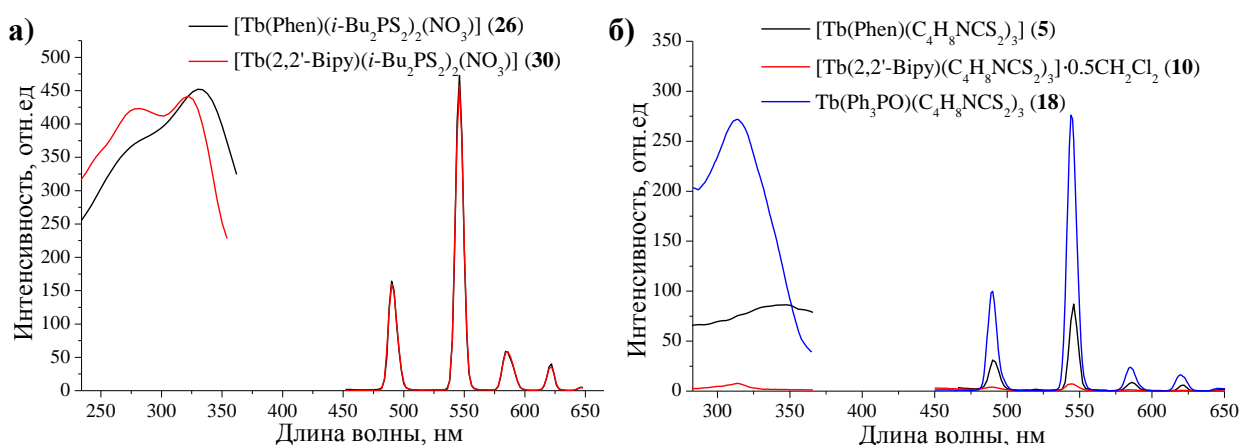 а)
[Tb(Phen)(i-Bu₂PS₂)₂(NO₃)] (26)
[Tb(2,2'-Bipy)(i-Bu₂PS₂)₂(NO₃)] (30)
Интенсивность, отн.ед
500
450
400
350
300
250
200
150
100
50
0
250 300 350 400 450 500 550 600 650
Длина волны, нм
б)
[Tb(Phen)(C₄H₈NCS₂)₃] (5)
[Tb(2,2'-Bipy)(C₄H₈NCS₂)₃]·0.5CH₂Cl₂ (10)
Tb(Ph₃PO)(C₄H₈NCS₂)₃ (18)
Интенсивность, отн.ед
350
300
250
200
150
100
50
0
300 350 400 450 500 550 600 650
Длина волны, нм